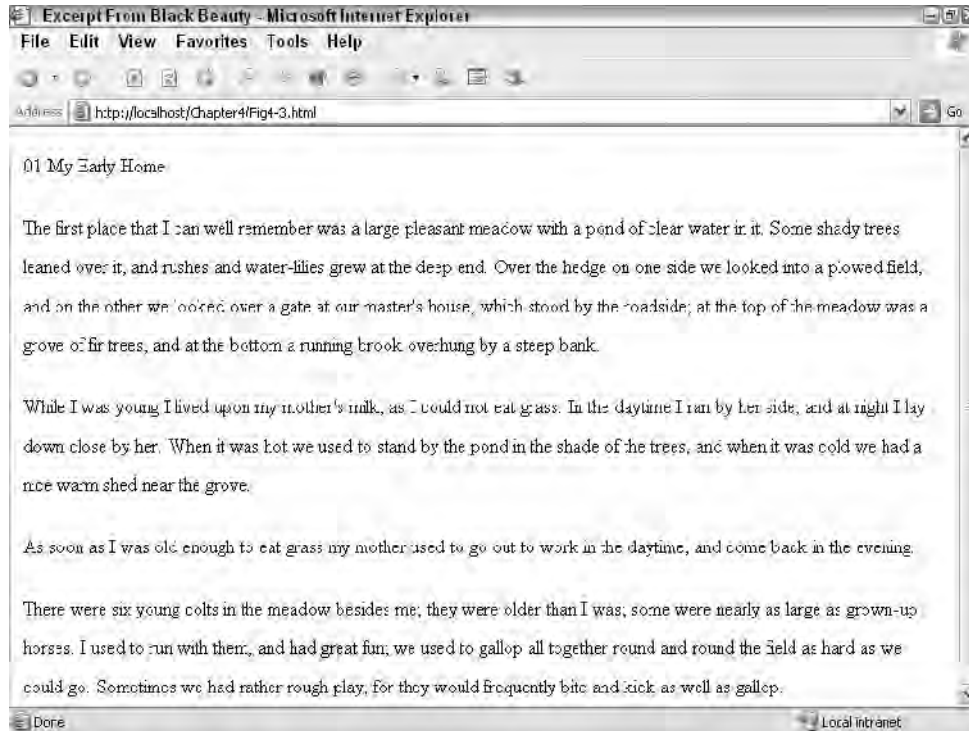 Excerpt From Black Beauty - Microsoft Internet Explorer
File Edit View Favorites Tools Help
Address http://localhost/Chapter4/Fig4-3.html Go
01 My Early Home
The first place that I can well remember was a large pleasant meadow with a pond of clear water in it. Some shady trees
leaned over it, and rushes and water-lilies grew at the deep end. Over the hedge on one side we looked into a plowed field,
and on the other we looked over a gate at our master's house, which stood by the roadside; at the top of the meadow was a
grove of fir trees, and at the bottom a running brook overhung by a steep bank.
While I was young I lived upon my mother's milk, as I could not eat grass. In the daytime I ran by her side, and at night I lay
down close by her. When it was hot we used to stand by the pond in the shade of the trees, and when it was cold we had a
nice warm shed near the grove.
As soon as I was old enough to eat grass my mother used to go out to work in the daytime, and come back in the evening.
There were six young colts in the meadow besides me; they were older than I was; some were nearly as large as grown-up
horses. I used to run with them, and had great fun; we used to gallop all together round and round the field as hard as we
could go. Sometimes we had rather rough play, for they would frequently bite and kick as well as gallop.
Done Local intranet